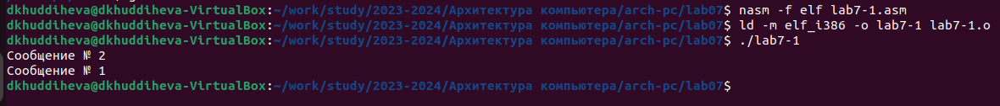 dkhuddiheva@dkhuddiheva-VirtualBox:~/work/study/2023-2024/Архитектура компьютера/arch-pc/lab07$ nasm -f elf lab7-1.asm
dkhuddiheva@dkhuddiheva-VirtualBox:~/work/study/2023-2024/Архитектура компьютера/arch-pc/lab07$ ld -m elf_i386 -o lab7-1 lab7-1.o
dkhuddiheva@dkhuddiheva-VirtualBox:~/work/study/2023-2024/Архитектура компьютера/arch-pc/lab07$ ./lab7-1
Сообщение № 2
Сообщение № 1
dkhuddiheva@dkhuddiheva-VirtualBox:~/work/study/2023-2024/Архитектура компьютера/arch-pc/lab07$